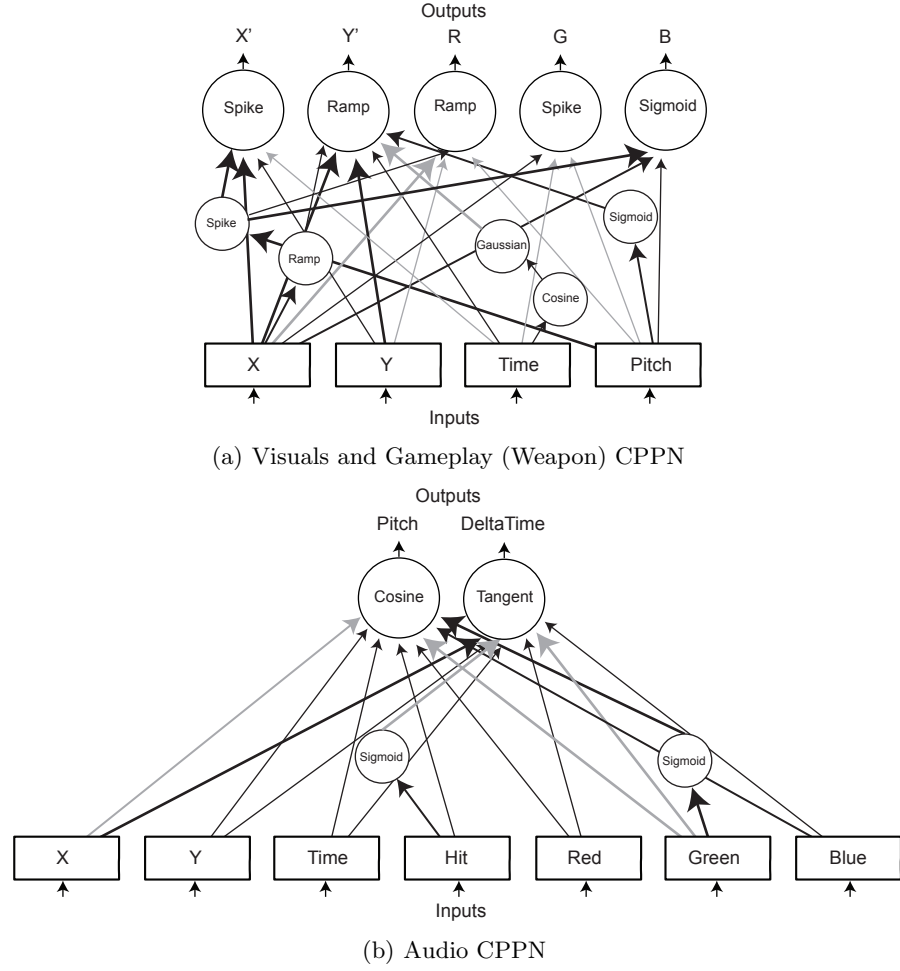 Outputs
X' Y' R G B
Spike Ramp Ramp Spike Sigmoid
Spike Ramp Gaussian Sigmoid
Cosine
X Y Time Pitch
Inputs
(a) Visuals and Gameplay (Weapon) CPPN
Outputs
Pitch DeltaTime
Cosine Tangent
Sigmoid Sigmoid
X Y Time Hit Red Green Blue
Inputs
(b) Audio CPPN